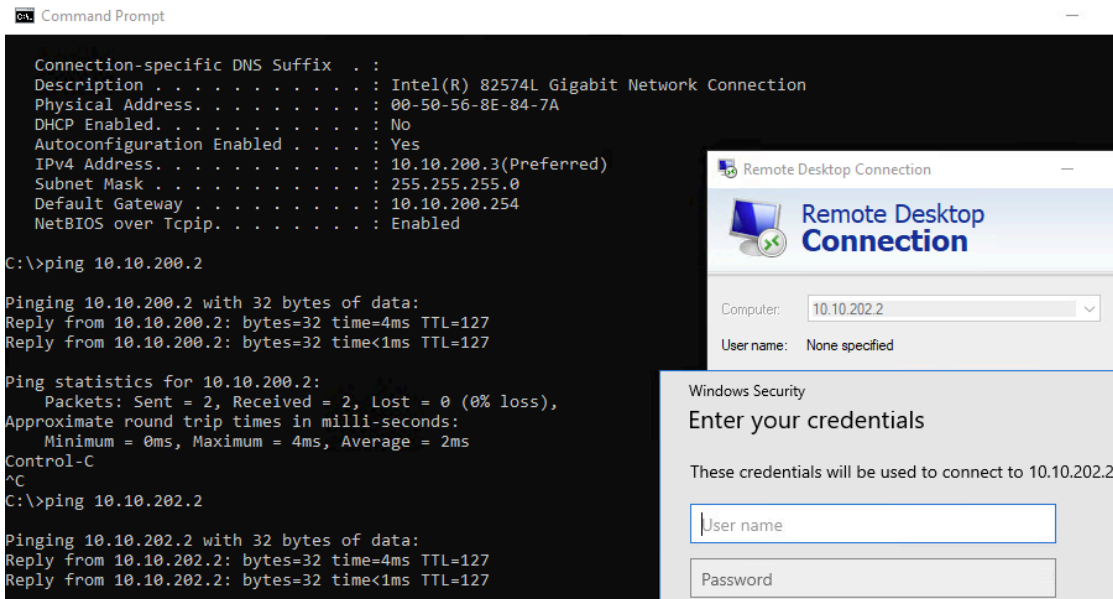 Command Prompt
Connection-specific DNS Suffix  . :
Description . . . . . . . . . . . : Intel(R) 82574L Gigabit Network Connection
Physical Address. . . . . . . . . : 00-50-56-8E-84-7A
DHCP Enabled. . . . . . . . . . . : No
Autoconfiguration Enabled . . . . : Yes
IPv4 Address. . . . . . . . . . . : 10.10.200.3(Preferred)
Subnet Mask . . . . . . . . . . . : 255.255.255.0
Default Gateway . . . . . . . . . : 10.10.200.254
NetBIOS over Tcpip. . . . . . . . : Enabled
C:\>ping 10.10.200.2
Pinging 10.10.200.2 with 32 bytes of data:
Reply from 10.10.200.2: bytes=32 time=4ms TTL=127
Reply from 10.10.200.2: bytes=32 time<1ms TTL=127
Ping statistics for 10.10.200.2:
Packets: Sent = 2, Received = 2, Lost = 0 (0% loss),
Approximate round trip times in milli-seconds:
Minimum = 0ms, Maximum = 4ms, Average = 2ms
Control-C
^C
C:\>ping 10.10.202.2
Pinging 10.10.202.2 with 32 bytes of data:
Reply from 10.10.202.2: bytes=32 time=4ms TTL=127
Reply from 10.10.202.2: bytes=32 time<1ms TTL=127
Remote Desktop Connection
Remote Desktop
Connection
Computer: 10.10.202.2
User name: None specified
Windows Security
Enter your credentials
These credentials will be used to connect to 10.10.202.2
User name
Password